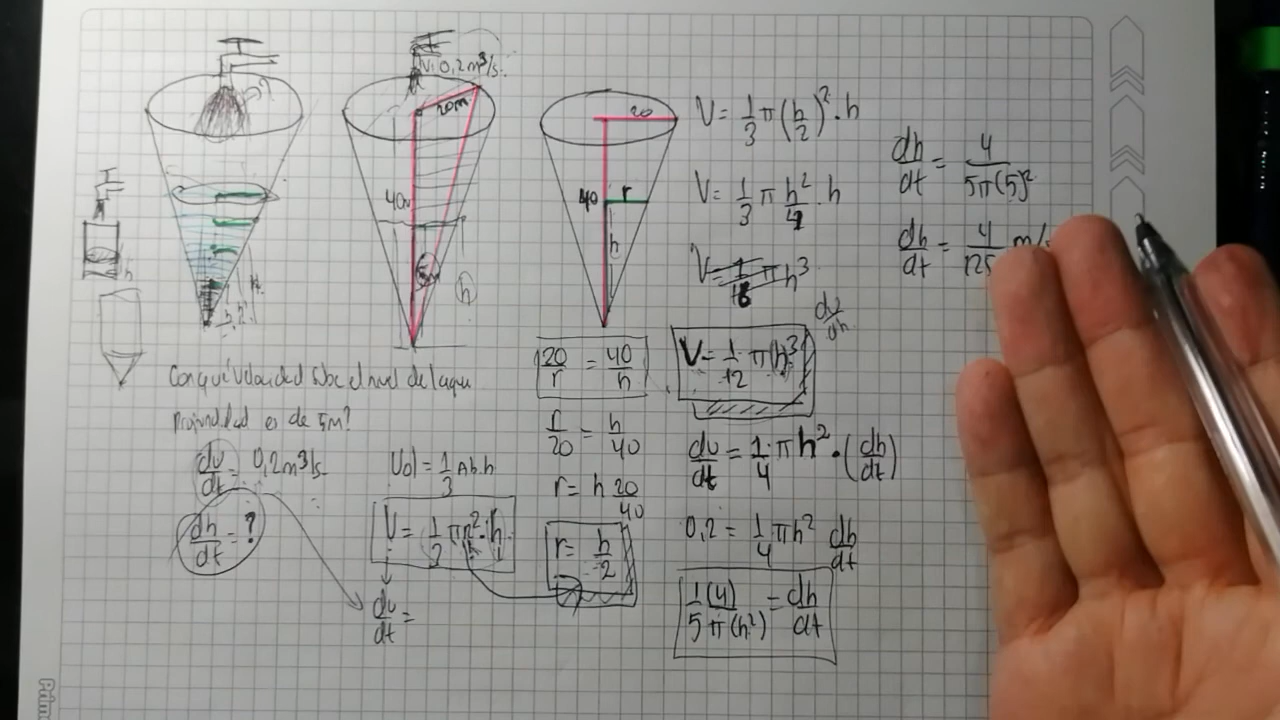 V: 0,2m³/s.
20m
40m
5m
h
20
40
r
h
h
Con qué velocidad sube el nivel del agua
Profundidad es de 5m?
dv/dt = 0,2m³/s
dh/dt = ?
Vol = 1/3 Ab.h
V = 1/3 πr²·h
dv/dt =
20/r = 40/h
r/20 = h/40
r = h 20/40
r = h/2
V = 1/3 π (h/2)²·h
V = 1/3 π h²/4 · h
V = π h³
dv/dh
V = 1/12 π(h)³
dv/dt = 1/4 π h² · (dh/dt)
0,2 = 1/4 π h² dh/dt
1(4)/5π(h²) = dh/dt
dh/dt = 4/5π(5)²
dh/dt = 4/125